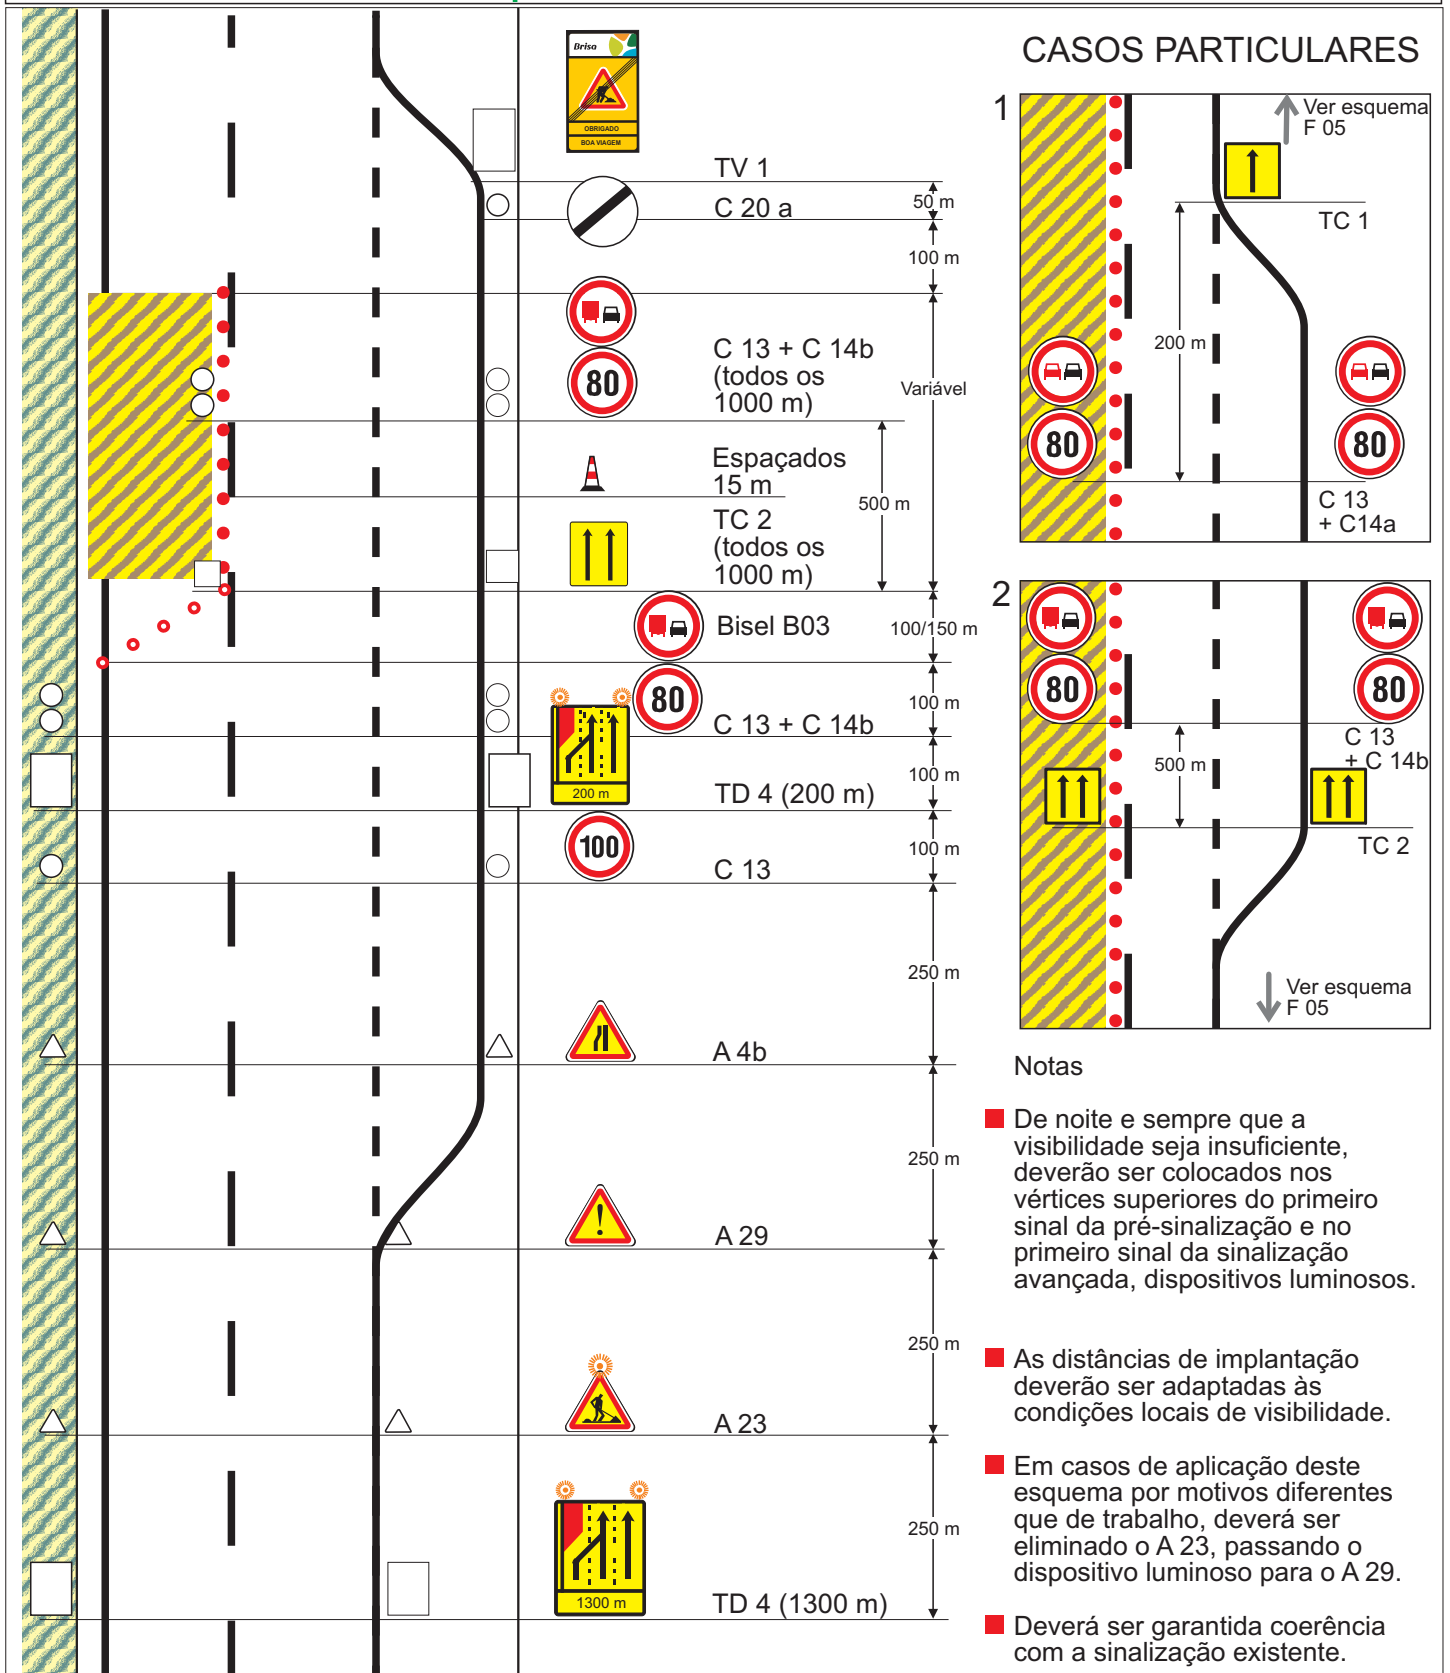 Brisa
OBRIGADO
BOA VIAGEM
TV 1
C 20 a
50 m
100 m
C 13 + C 14b
(todos os
1000 m)
80
Variável
Espaçados
15 m
500 m
TC 2
(todos os
1000 m)
Bisel B03
100/150 m
80
C 13 + C 14b
100 m
200 m
TD 4 (200 m)
100 m
100
C 13
100 m
250 m
A 4b
250 m
A 29
250 m
A 23
250 m
1300 m
TD 4 (1300 m)
CASOS PARTICULARES
1
Ver esquema
F 05
TC 1
200 m
80
80
C 13
+ C14a
2
80
80
C 13
+ C 14b
500 m
TC 2
Ver esquema
F 05
Notas
De noite e sempre que a
visibilidade seja insuficiente,
deverão ser colocados nos
vértices superiores do primeiro
sinal da pré-sinalização e no
primeiro sinal da sinalização
avançada, dispositivos luminosos.
As distâncias de implantação
deverão ser adaptadas às
condições locais de visibilidade.
Em casos de aplicação deste
esquema por motivos diferentes
que de trabalho, deverá ser
eliminado o A 23, passando o
dispositivo luminoso para o A 29.
Deverá ser garantida coerência
com a sinalização existente.